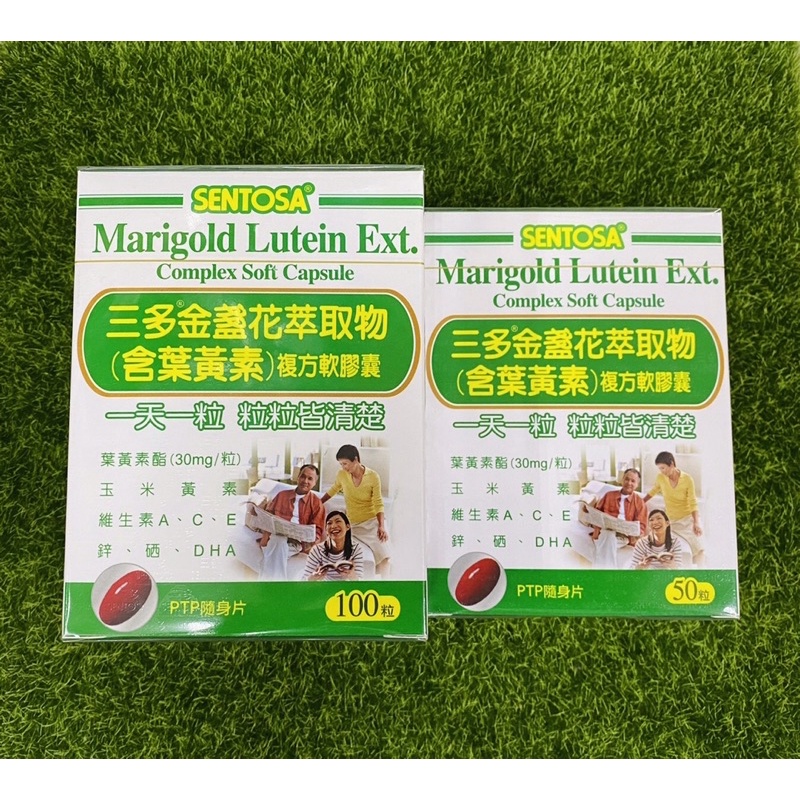 SENTOSA®
Marigold Lutein Ext.
Complex Soft Capsule
三多®金盞花萃取物
(含葉黃素)複方軟膠囊
一天一粒 粒粒皆清楚
葉黃素酯(30mg/粒)
玉米黃素
維生素A、C、E
鋅、硒、DHA
PTP隨身片
100粒
SENTOSA®
Marigold Lutein Ext.
Complex Soft Capsule
三多®金盞花萃取物
(含葉黃素)複方軟膠囊
一天一粒 粒粒皆清楚
葉黃素酯(30mg/粒)
玉米黃素
維生素A、C、E
鋅、硒、DHA
PTP隨身片
50粒